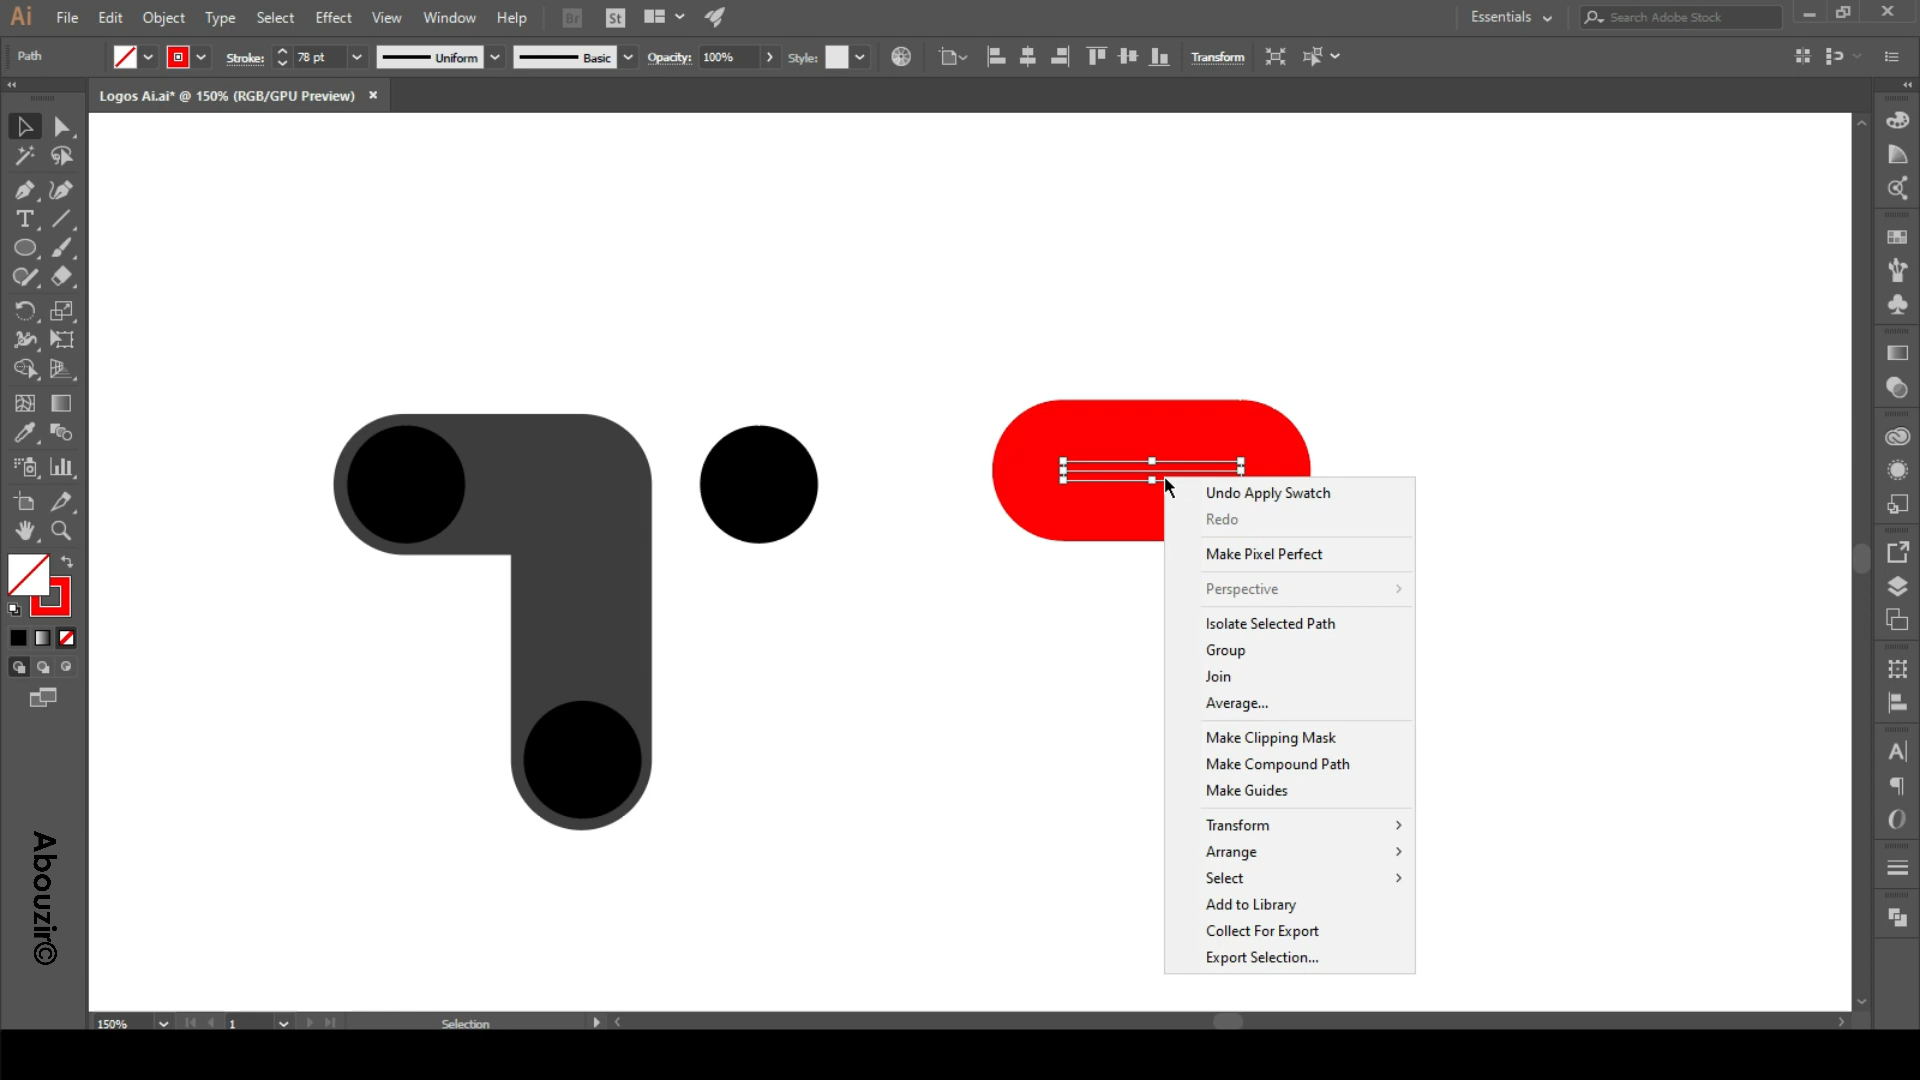 Ai File Edit Object Type Select Effect View Window Help Br St Essentials Search Adobe Stock
Path Stroke: 78 pt Uniform Basic Opacity: 100% Style: Transform
Logos Ai.ai* @ 150% (RGB/GPU Preview)
Undo Apply Swatch
Redo
Make Pixel Perfect
Perspective
Isolate Selected Path
Group
Join
Average...
Make Clipping Mask
Make Compound Path
Make Guides
Transform
Arrange
Select
Add to Library
Collect For Export
Export Selection...
Abouzir©
150% 1 Selection